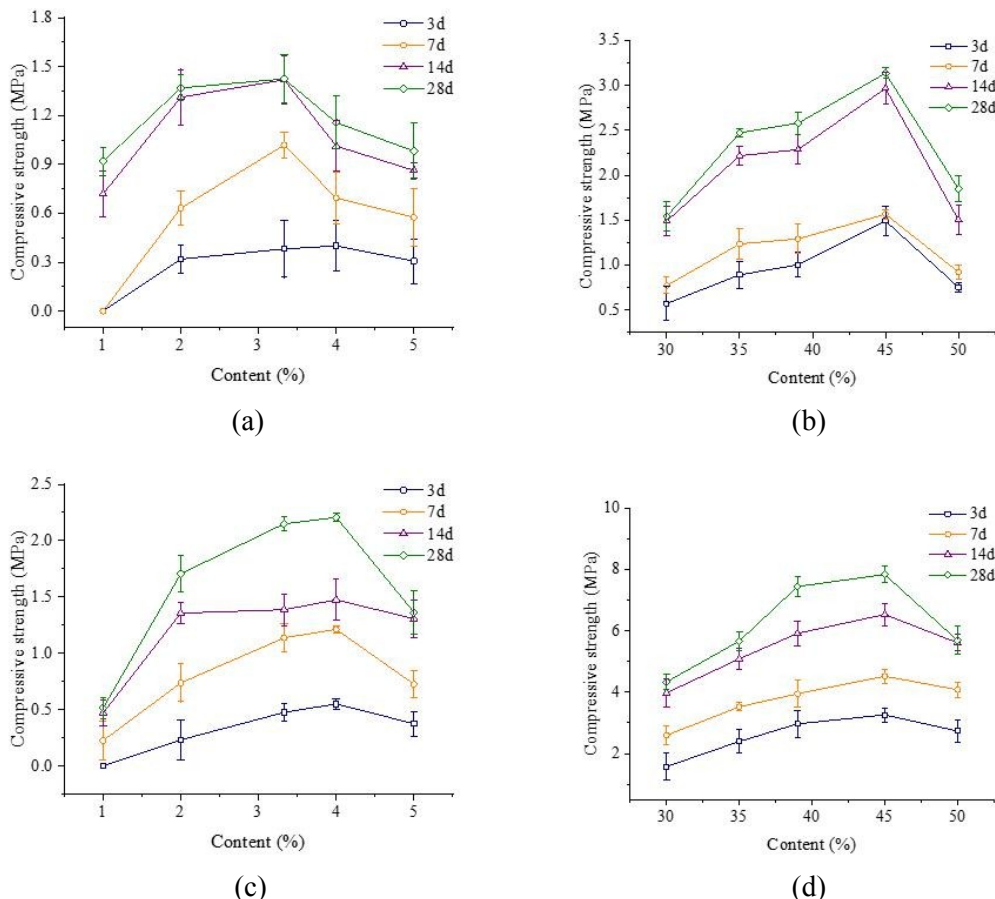 1.8
1.5
1.2
0.9
0.6
0.3
0.0
Compressive strength (MPa)
3d
7d
14d
28d
1 2 3 4 5
Content (%)
(a)
3.5
3.0
2.5
2.0
1.5
1.0
0.5
Compressive strength (MPa)
3d
7d
14d
28d
30 35 40 45 50
Content (%)
(b)
2.5
2.0
1.5
1.0
0.5
0.0
Compressive strength (MPa)
3d
7d
14d
28d
1 2 3 4 5
Content (%)
(c)
10
8
6
4
2
Compressive strength (MPa)
3d
7d
14d
28d
30 35 40 45 50
Content (%)
(d)